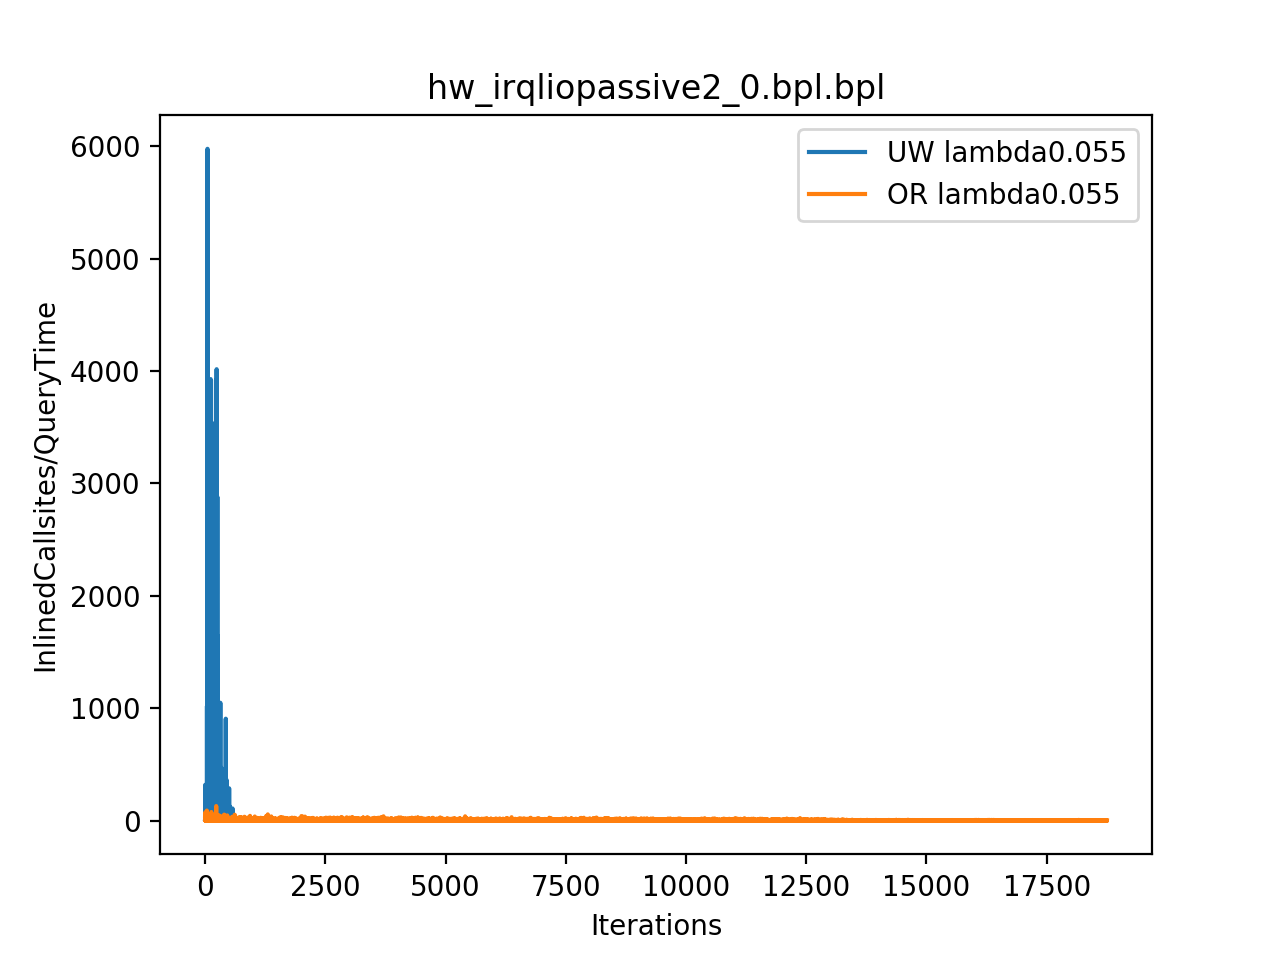 hw_irqliopassive2_0.bpl.bpl
UW lambda0.055
OR lambda0.055
InlinedCallsites/QueryTime
6000
5000
4000
3000
2000
1000
0
0 2500 5000 7500 10000 12500 15000 17500
Iterations